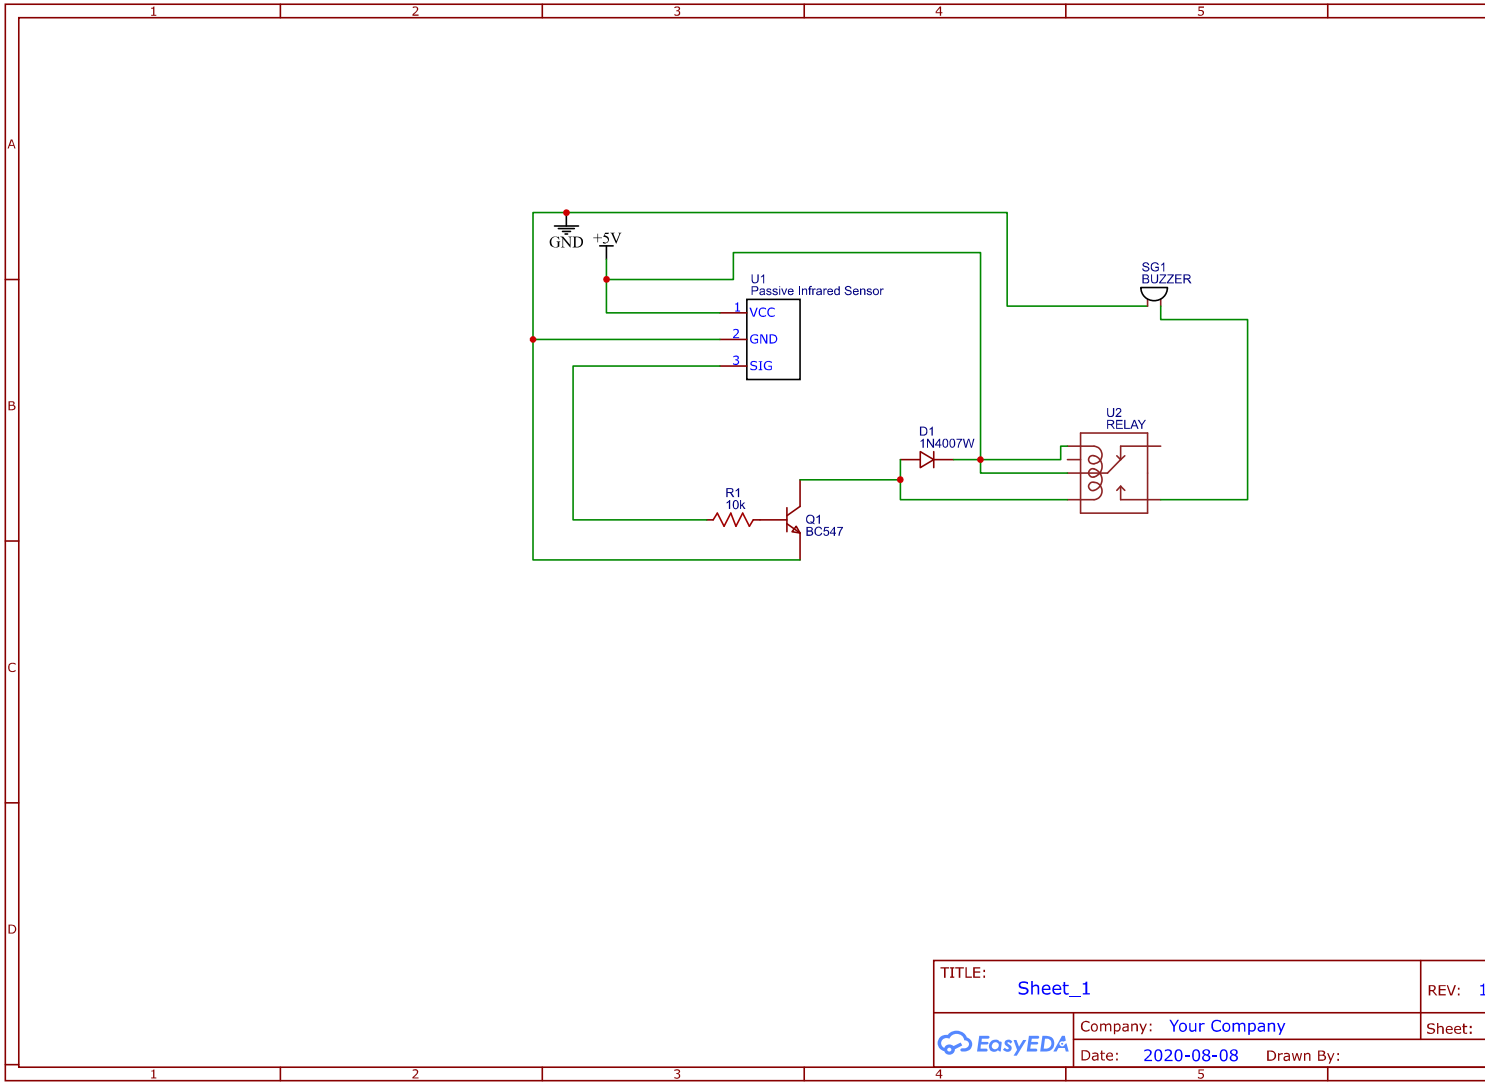 1 2 3 4 5
A
GND
+5V
U1
Passive Infrared Sensor
1 VCC
2 GND
3 SIG
SG1
BUZZER
B
U2
RELAY
D1
1N4007W
R1
10k
Q1
BC547
C
D
TITLE:
Sheet_1
REV: 1
EasyEDA
Company: Your Company
Sheet:
Date: 2020-08-08 Drawn By:
1 2 3 4 5